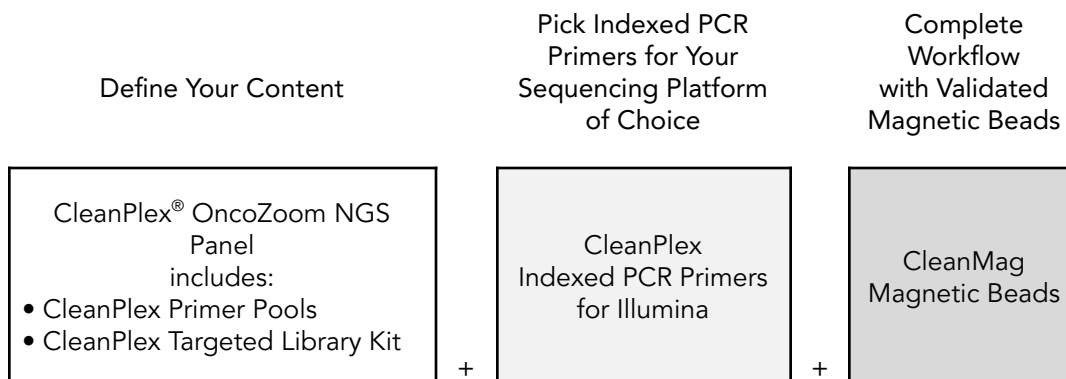 Define Your Content
Pick Indexed PCR
Primers for Your
Sequencing Platform
of Choice
Complete
Workflow
with Validated
Magnetic Beads
CleanPlex® OncoZoom NGS
Panel
includes:
• CleanPlex Primer Pools
• CleanPlex Targeted Library Kit
+
CleanPlex
Indexed PCR Primers
for Illumina
+
CleanMag
Magnetic Beads